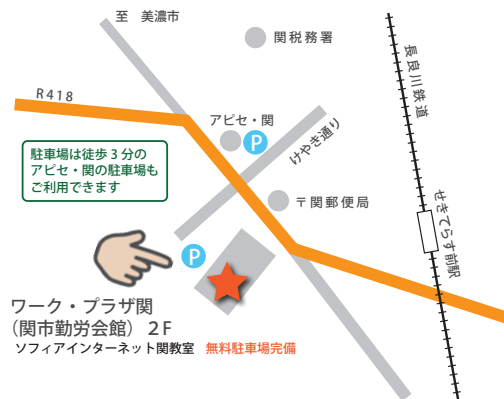 至 美濃市
関税務署
R418
アピセ・関
P
けやき通り
長良川鉄道
駐車場は徒歩3分の
アピセ・関の駐車場も
ご利用できます
〒関郵便局
せきてらす前駅
P
ワーク・プラザ関
(関市勤労会館) 2F
ソフィアインターネット関教室 無料駐車場完備